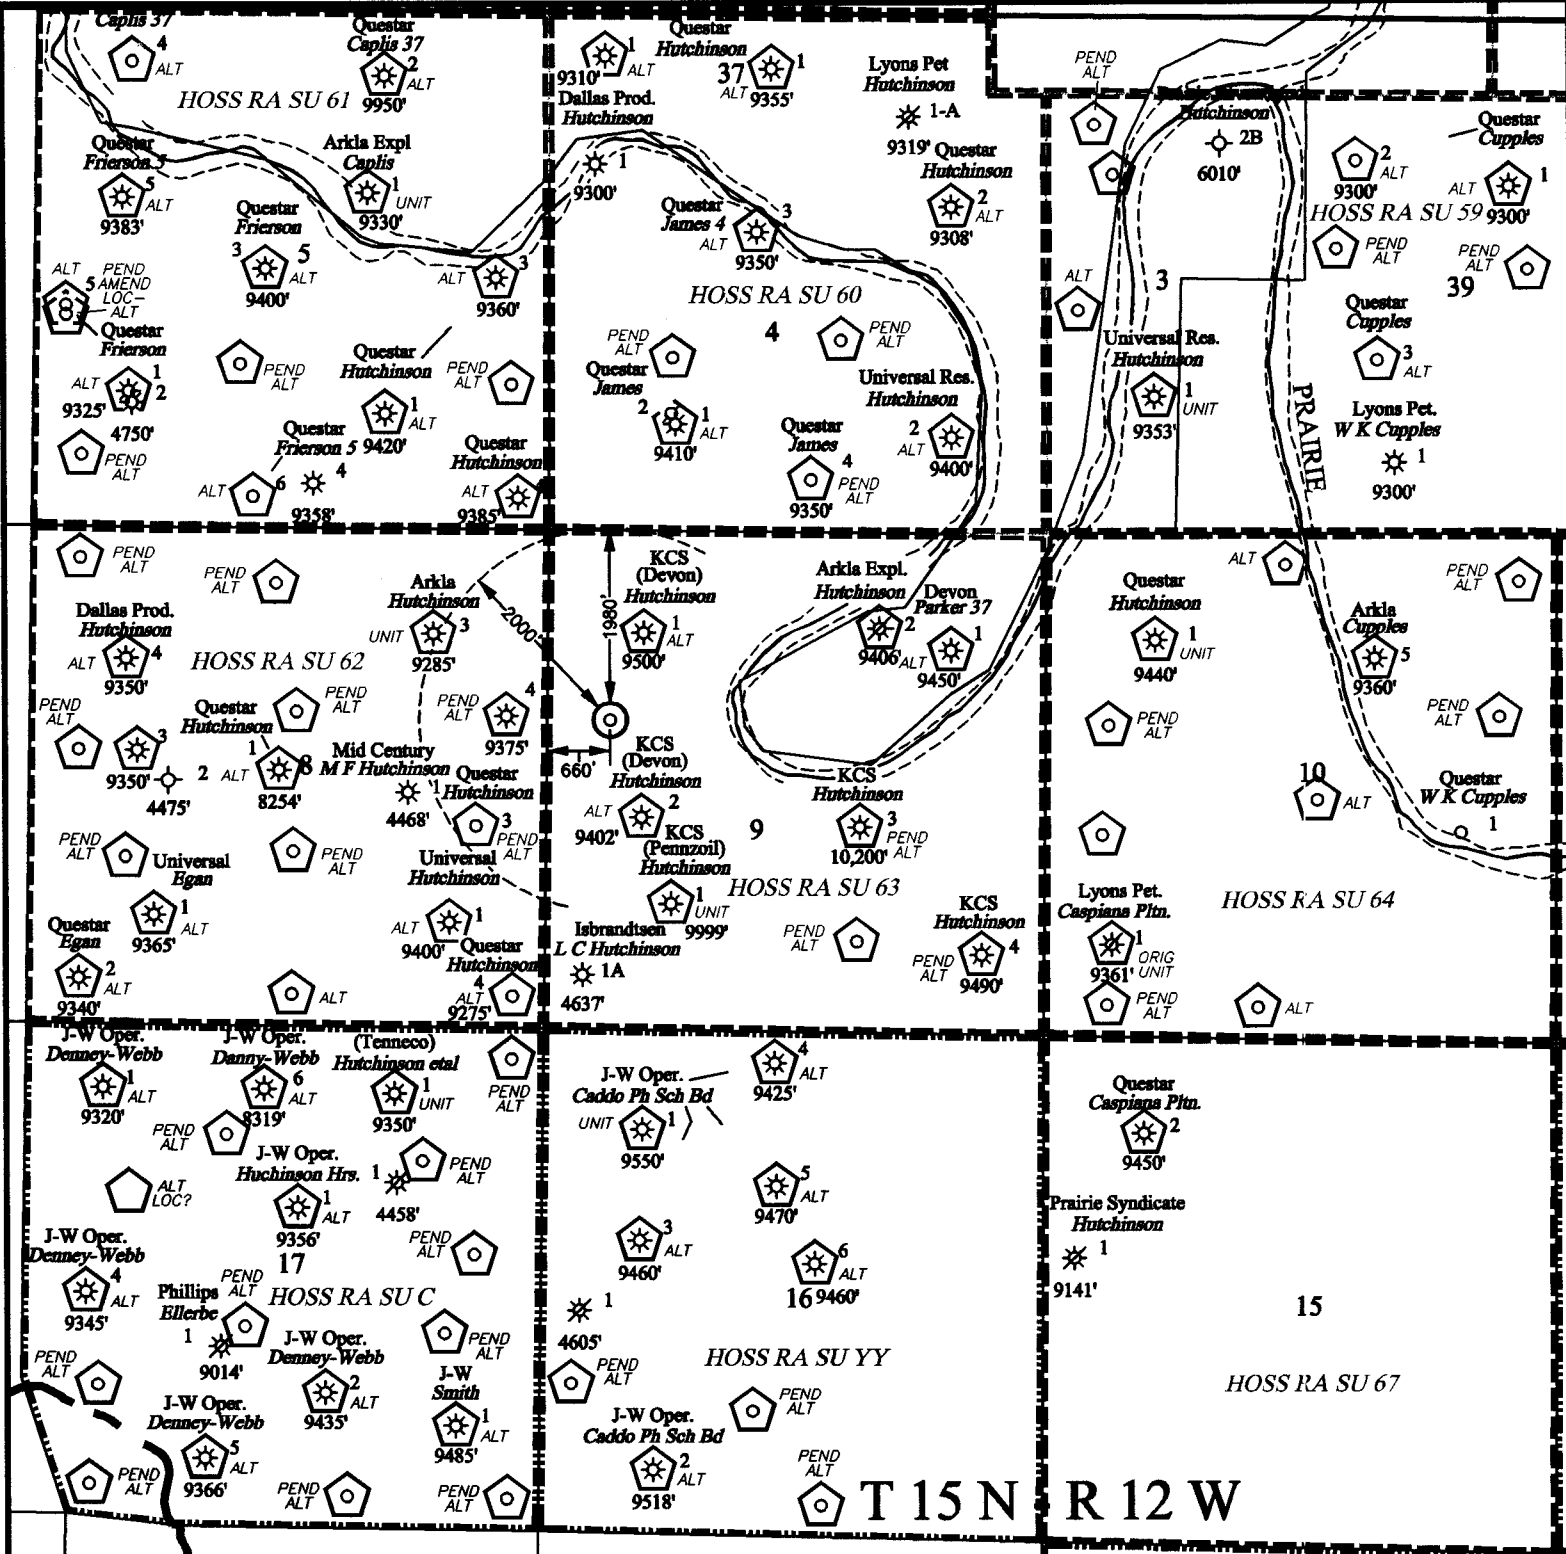 Caplis 37
4
ALT
Questar
Caplis 37
2
ALT
9950'
HOSS RA SU 61
Questar
Frierson 5
5
ALT
9383'
Arkla Expl
Caplis
1
UNIT
9330'
Questar
Frierson
3
5
ALT
9400'
ALT
3
9360'
ALT
5
PEND
AMEND
LOC-
ALT
Questar
Frierson
ALT
1
2
9325'
4750'
PEND
ALT
Questar
Hutchinson
PEND
ALT
1
ALT
9420'
PEND
ALT
Questar
Frierson 5
ALT
6
4
9358'
Questar
Hutchinson
ALT
9385'
1
ALT
9310'
Dallas Prod.
Hutchinson
1
9300'
Questar
Hutchinson
37
1
ALT
9355'
Lyons Pet
Hutchinson
1-A
9319'
Questar
Hutchinson
2
ALT
9308'
Questar
James 4
3
ALT
9350'
HOSS RA SU 60
4
PEND
ALT
PEND
ALT
Questar
James
2
1
ALT
9410'
Questar
James
4
PEND
ALT
9350'
Universal Res.
Hutchinson
2
ALT
9400'
PEND
ALT
Hutchinson
2B
6010'
2
9300'
ALT
Questar
Cupples
ALT
1
9300'
HOSS RA SU 59
PEND
ALT
PEND
ALT
39
ALT
3
Universal Res.
Hutchinson
1
UNIT
9353'
Questar
Cupples
3
ALT
PRAIRIE
Lyons Pet.
W K Cupples
1
9300'
PEND
ALT
PEND
ALT
Dallas Prod.
Hutchinson
ALT
4
9350'
HOSS RA SU 62
Arkla
Hutchinson
UNIT
3
9285'
2000'
PEND
ALT
3
9350'
2
4475'
PEND
ALT
Questar
Hutchinson
1
ALT
8
8254'
Mid Century
M F Hutchinson
1
4468'
PEND
ALT
4
9375'
Questar
Hutchinson
3
PEND
ALT
PEND
ALT
PEND
ALT
Universal
Egan
1
ALT
9365'
Universal
Hutchinson
ALT
1
9400'
Questar
Egan
2
ALT
9340'
ALT
Questar
Hutchinson
4
ALT
9275'
1980'
660'
KCS
(Devon)
Hutchinson
1
ALT
9500'
KCS
(Devon)
Hutchinson
ALT
2
9402'
KCS
(Pennzoil)
Hutchinson
1
UNIT
9999'
Isbrandtsen
L C Hutchinson
1A
4637'
Arkla Expl.
Hutchinson
2
9406'
Devon
Parker 37
1
ALT
9450'
KCS
Hutchinson
3
PEND
ALT
10,200'
9
HOSS RA SU 63
PEND
ALT
KCS
Hutchinson
4
PEND
ALT
9490'
ALT
PEND
ALT
Questar
Hutchinson
1
UNIT
9440'
Arkla
Cupples
5
9360'
PEND
ALT
PEND
ALT
10
ALT
Questar
W K Cupples
1
HOSS RA SU 64
Lyons Pet.
Caspiana Pltn.
1
ORIG
UNIT
9361'
PEND
ALT
ALT
J-W Oper.
Denney-Webb
1
ALT
9320'
J-W Oper.
Danny-Webb
6
ALT
8319'
(Tenneco)
Hutchinson etal
1
UNIT
9350'
PEND
ALT
PEND
ALT
ALT
LOC?
J-W Oper.
Huchinson Hrs.
1
ALT
9356'
1
4458'
PEND
ALT
PEND
ALT
J-W Oper.
Denney-Webb
4
ALT
9345'
17
HOSS RA SU C
PEND
ALT
Phillips
Ellerbe
1
9014'
PEND
ALT
PEND
ALT
J-W Oper.
Denney-Webb
2
ALT
9435'
J-W Oper.
Denney-Webb
5
ALT
9366'
J-W
Smith
1
ALT
9485'
PEND
ALT
PEND
ALT
PEND
ALT
J-W Oper.
Caddo Ph Sch Bd
UNIT
1
9550'
4
ALT
9425'
5
ALT
9470'
3
ALT
9460'
6
ALT
16
9460'
1
4605'
HOSS RA SU YY
PEND
ALT
PEND
ALT
J-W Oper.
Caddo Ph Sch Bd
2
ALT
9518'
PEND
ALT
Questar
Caspiana Pltn.
2
9450'
Prairie Syndicate
Hutchinson
1
9141'
15
HOSS RA SU 67
T 15 N
R 12 W